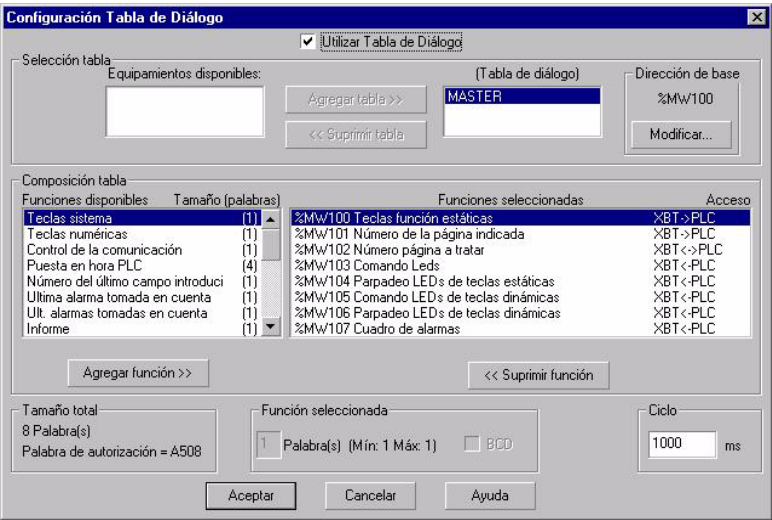 Configuración Tabla de Diálogo
Utilizar Tabla de Diálogo
Selección tabla
Equipamientos disponibles:
(Tabla de diálogo)
Dirección de base
Agregar tabla >>
MASTER
%MW100
<< Suprimir tabla
Modificar...
Composición tabla
Funciones disponibles Tamaño (palabras)
Funciones seleccionadas Acceso
Teclas sistema (1)
%MW100 Teclas función estáticas XBT->PLC
Teclas numéricas (1)
%MW101 Número de la página indicada XBT->PLC
Control de la comunicación (1)
%MW102 Número página a tratar XBT<->PLC
Puesta en hora PLC (4)
%MW103 Comando Leds XBT<-PLC
Número del último campo introduci (1)
%MW104 Parpadeo LEDs de teclas estáticas XBT<-PLC
Ultima alarma tomada en cuenta (1)
%MW105 Comando LEDs de teclas dinámicas XBT<-PLC
Ult. alarmas tomadas en cuenta (1)
%MW106 Parpadeo LEDs de teclas dinámicas XBT<-PLC
Informe (1)
%MW107 Cuadro de alarmas XBT<-PLC
Agregar función >>
<< Suprimir función
Tamaño total
Función seleccionada
Ciclo
8 Palabra(s)
1 Palabra(s) (Mín: 1 Máx: 1) BCD
1000 ms
Palabra de autorización = A508
Aceptar
Cancelar
Ayuda